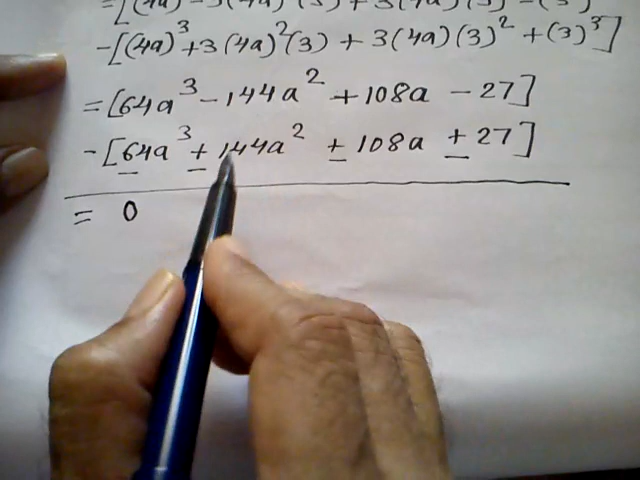 -[(4a)³+3(4a)²(3) + 3(4a)(3)² +(3)³]
=[64a³-144a²+108a-27]
-[64a³+144a²+108a+27]
= 0